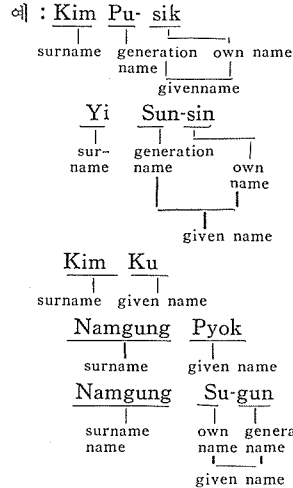 예 : Kim Pu- sik
surname generation own name
name
givenname
Yi Sun-sin
sur- generation own
name name name
given name
Kim Ku
surname given name
Namgung Pyok
surname given name
Namgung Su-gun
surname own genera
name name name
given name